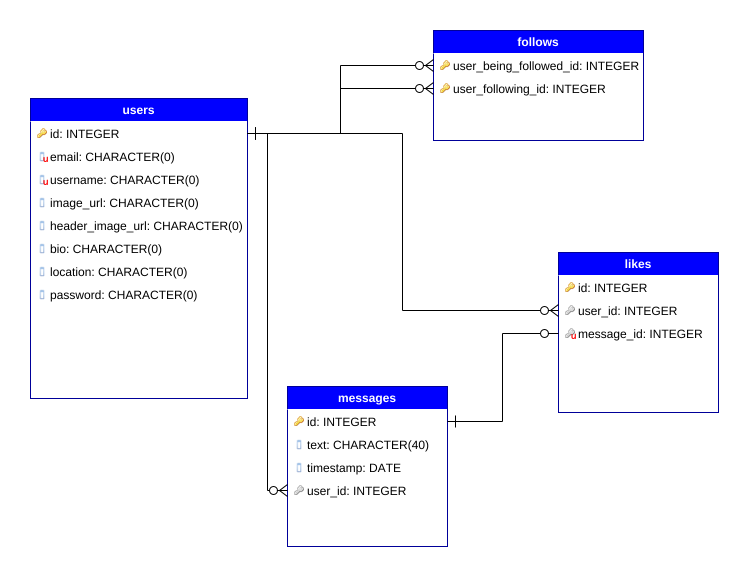 follows
user_being_followed_id: INTEGER
user_following_id: INTEGER
users
id: INTEGER
email: CHARACTER(0)
username: CHARACTER(0)
image_url: CHARACTER(0)
header_image_url: CHARACTER(0)
bio: CHARACTER(0)
location: CHARACTER(0)
password: CHARACTER(0)
likes
id: INTEGER
user_id: INTEGER
message_id: INTEGER
messages
id: INTEGER
text: CHARACTER(40)
timestamp: DATE
user_id: INTEGER